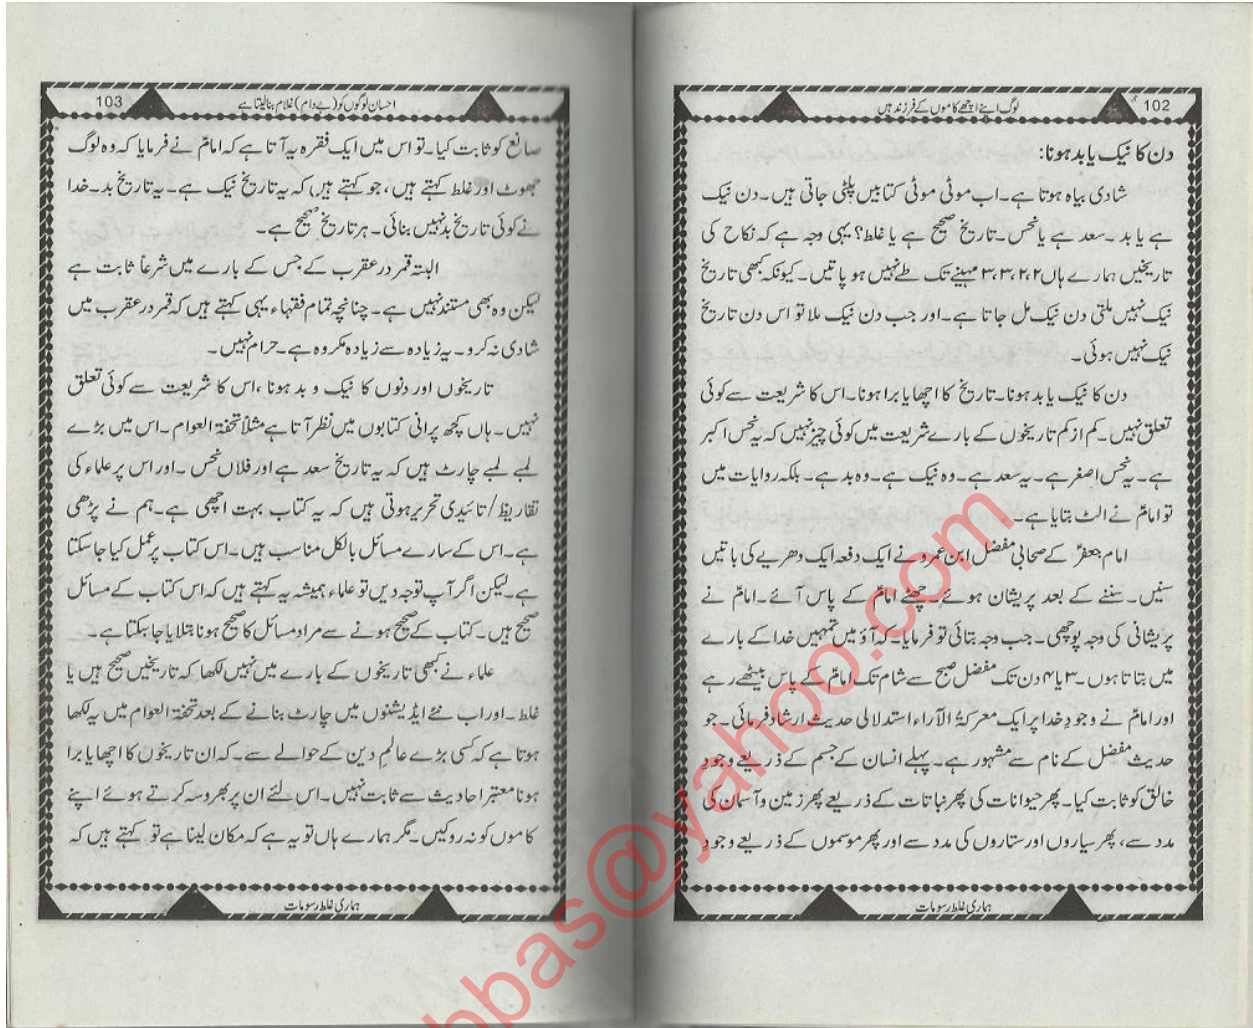 لوگ اپنے اچھے کاموں کے فرزند ہیں
102
دن کا نیک یا بد ہونا:
شادی بیاہ ہوتا ہے۔ اب موٹی موٹی کتابیں پلٹی جاتی ہیں۔ دن نیک
ہے یا بد۔ سعد ہے یا نحس۔ تاریخ صحیح ہے یا غلط؟ یہی وجہ ہے کہ نکاح کی
تاریخیں ہمارے ہاں ۲،۲،۳،۳ مہینے تک طے نہیں ہو پاتیں۔ کیونکہ کبھی تاریخ
نیک نہیں ملتی دن نیک مل جاتا ہے۔ اور جب دن نیک ملا تو اس دن تاریخ
نیک نہیں ہوئی۔
دن کا نیک یا بد ہونا۔ تاریخ کا اچھا یا برا ہونا۔ اس کا شریعت سے کوئی
تعلق نہیں۔ کم از کم تاریخوں کے بارے شریعت میں کوئی چیز نہیں کہ یہ نحس اکبر
ہے۔ یہ نحس اصغر ہے۔ یہ سعد ہے۔ وہ نیک ہے۔ وہ بد ہے۔ بلکہ روایات میں
تو امامؑ نے الٹ بتایا ہے۔
امام جعفرؑ کے صحابی مفضل ابن عمرو نے ایک دفعہ ایک دھریے کی باتیں
سنیں۔ سننے کے بعد پریشان ہوئے۔ چھٹے امامؑ کے پاس آئے۔ امامؑ نے
پریشانی کی وجہ پوچھی۔ جب وجہ بتائی تو فرمایا۔ کہ آؤ میں تمہیں خدا کے بارے
میں بتاتا ہوں۔ ۳ یا ۴ دن تک مفضل صبح سے شام تک امامؑ کے پاس بیٹھے رہے
اور امامؑ نے وجودِ خدا پر ایک معرکۃ الآراء استدلالی حدیث ارشاد فرمائی۔ جو
حدیث مفضل کے نام سے مشہور ہے۔ پہلے انسان کے جسم کے ذریعے وجودِ
خالق کو ثابت کیا۔ پھر حیوانات کی پھر نباتات کے ذریعے پھر زمین و آسمان کی
مدد سے، پھر سیاروں اور ستاروں کی مدد سے اور پھر موسموں کے ذریعے وجودِ
ہماری غلط رسومات
احسان لوگوں کو (بے دام) غلام بنا لیتا ہے
103
صانع کو ثابت کیا۔ تو اس میں ایک فقرہ یہ آتا ہے کہ امامؑ نے فرمایا کہ وہ لوگ
جھوٹ اور غلط کہتے ہیں، جو کہتے ہیں کہ یہ تاریخ نیک ہے۔ یہ تاریخ بد۔ خدا
نے کوئی تاریخ بد نہیں بنائی۔ ہر تاریخ صحیح ہے۔
البتہ قمر در عقرب کے جس کے بارے میں شرعاً ثابت ہے
لیکن وہ بھی مستند نہیں ہے۔ چنانچہ تمام فقہاء یہی کہتے ہیں کہ قمر در عقرب میں
شادی نہ کرو۔ یہ زیادہ سے زیادہ مکروہ ہے۔ حرام نہیں۔
تاریخوں اور دنوں کا نیک و بد ہونا، اس کا شریعت سے کوئی تعلق
نہیں۔ ہاں کچھ پرانی کتابوں میں نظر آتا ہے مثلاً تحفۃ العوام۔ اس میں بڑے
لمبے لمبے چارٹ ہیں کہ یہ تاریخ سعد ہے اور فلاں نحس۔ اور اس پر علماء کی
تقاریظ/تائیدی تحریر ہوتی ہیں کہ یہ کتاب بہت اچھی ہے۔ ہم نے پڑھی
ہے۔ اس کے سارے مسائل بالکل مناسب ہیں۔ اس کتاب پر عمل کیا جا سکتا
ہے۔ لیکن اگر آپ توجہ دیں تو علماء ہمیشہ یہ کہتے ہیں کہ اس کتاب کے مسائل
صحیح ہیں۔ کتاب کے صحیح ہونے سے مراد مسائل کا صحیح ہونا بتلایا جا سکتا ہے۔
علماء نے کبھی تاریخوں کے بارے میں نہیں لکھا کہ تاریخیں صحیح ہیں یا
غلط۔ اور اب نئے ایڈیشنوں میں چارٹ بنانے کے بعد تحفۃ العوام میں یہ لکھا
ہوتا ہے کہ کسی بڑے عالمِ دین کے حوالے سے۔ کہ ان تاریخوں کا اچھا یا برا
ہونا معتبر احادیث سے ثابت نہیں۔ اس لئے ان پر بھروسہ کرتے ہوئے اپنے
کاموں کو نہ روکیں۔ مگر ہمارے ہاں تو یہ ہے کہ مکان لینا ہے تو کہتے ہیں کہ
ہماری غلط رسومات
bbas@yahoo.com